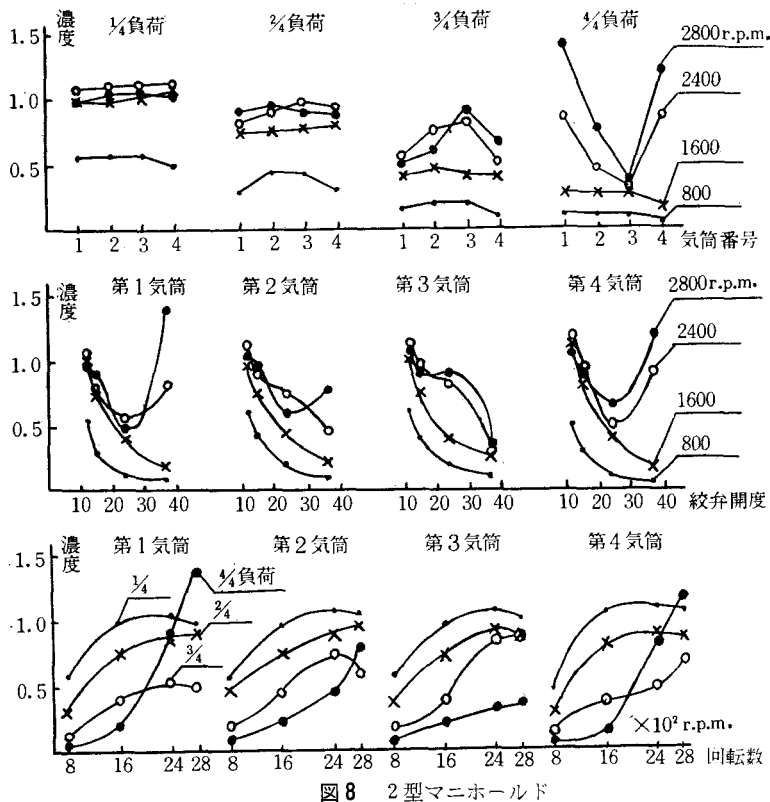 濃度
1/4負荷 2/4負荷 3/4負荷 4/4負荷
2800r.p.m.
1.5
2400
1.0
1600
0.5
800
0
1 2 3 4 1 2 3 4 1 2 3 4 1 2 3 4 気筒番号
濃度
第1気筒 第2気筒 第3気筒 第4気筒
2800r.p.m.
1.5
2400
1.0
1600
0.5
800
0
10 20 30 40 10 20 30 40 10 20 30 40 10 20 30 40 絞弁開度
濃度
第1気筒 第2気筒 第3気筒 第4気筒
1.5
1/4 4/4負荷
2/4
1.0
3/4
0.5
×10² r.p.m.
8 16 24 28 8 16 24 28 8 16 24 28 8 16 24 28 回転数
図8 2型マニホールド